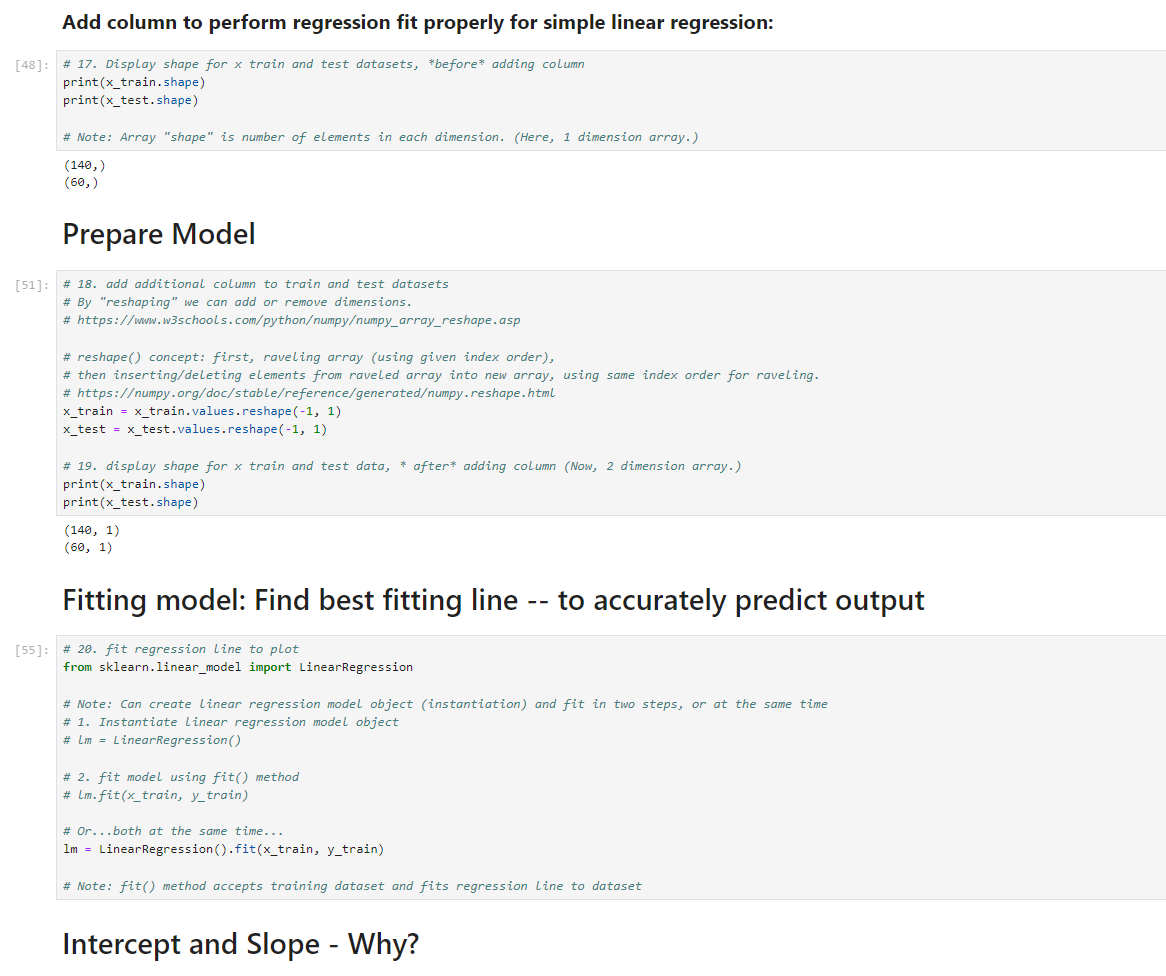 Add column to perform regression fit properly for simple linear regression:
[48]:
# 17. Display shape for x train and test datasets, *before* adding column
print(x_train.shape)
print(x_test.shape)
# Note: Array "shape" is number of elements in each dimension. (Here, 1 dimension array.)
(140,)
(60,)
Prepare Model
[51]:
# 18. add additional column to train and test datasets
# By "reshaping" we can add or remove dimensions.
# https://www.w3schools.com/python/numpy/numpy_array_reshape.asp
# reshape() concept: first, raveling array (using given index order),
# then inserting/deleting elements from raveled array into new array, using same index order for raveling.
# https://numpy.org/doc/stable/reference/generated/numpy.reshape.html
x_train = x_train.values.reshape(-1, 1)
x_test = x_test.values.reshape(-1, 1)
# 19. display shape for x train and test data, * after* adding column (Now, 2 dimension array.)
print(x_train.shape)
print(x_test.shape)
(140, 1)
(60, 1)
Fitting model: Find best fitting line -- to accurately predict output
[55]:
# 20. fit regression line to plot
from sklearn.linear_model import LinearRegression
# Note: Can create linear regression model object (instantiation) and fit in two steps, or at the same time
# 1. Instantiate linear regression model object
# lm = LinearRegression()
# 2. fit model using fit() method
# lm.fit(x_train, y_train)
# Or...both at the same time...
lm = LinearRegression().fit(x_train, y_train)
# Note: fit() method accepts training dataset and fits regression line to dataset
Intercept and Slope - Why?